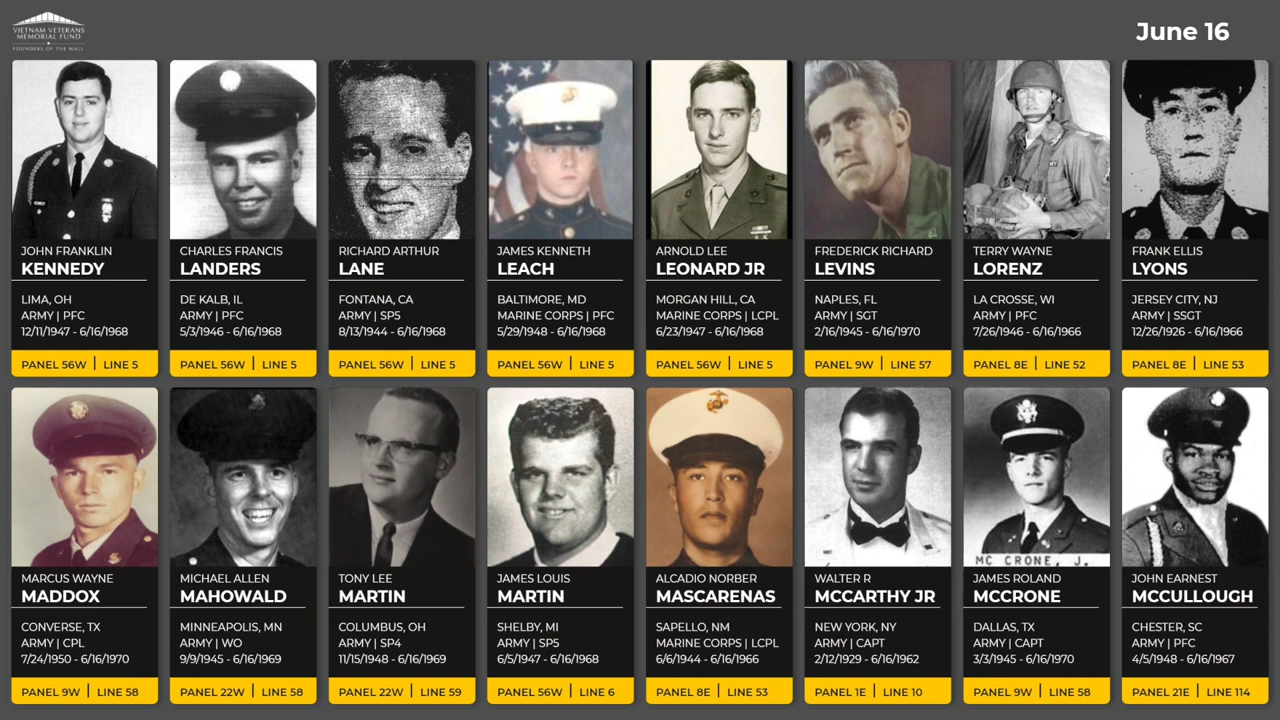 VIETNAM VETERANS
MEMORIAL FUND
FOUNDERS OF THE WALL
June 16
JOHN FRANKLIN
KENNEDY
LIMA, OH
ARMY | PFC
12/11/1947 - 6/16/1968
PANEL 56W | LINE 5
CHARLES FRANCIS
LANDERS
DE KALB, IL
ARMY | PFC
5/3/1946 - 6/16/1968
PANEL 56W | LINE 5
RICHARD ARTHUR
LANE
FONTANA, CA
ARMY | SP5
8/13/1944 - 6/16/1968
PANEL 56W | LINE 5
JAMES KENNETH
LEACH
BALTIMORE, MD
MARINE CORPS | PFC
5/29/1948 - 6/16/1968
PANEL 56W | LINE 5
ARNOLD LEE
LEONARD JR
MORGAN HILL, CA
MARINE CORPS | LCPL
6/23/1947 - 6/16/1968
PANEL 56W | LINE 5
FREDERICK RICHARD
LEVINS
NAPLES, FL
ARMY | SGT
2/16/1945 - 6/16/1970
PANEL 9W | LINE 57
TERRY WAYNE
LORENZ
LA CROSSE, WI
ARMY | PFC
7/26/1946 - 6/16/1966
PANEL 8E | LINE 52
FRANK ELLIS
LYONS
JERSEY CITY, NJ
ARMY | SSGT
12/26/1926 - 6/16/1966
PANEL 8E | LINE 53
MARCUS WAYNE
MADDOX
CONVERSE, TX
ARMY | CPL
7/24/1950 - 6/16/1970
PANEL 9W | LINE 58
MICHAEL ALLEN
MAHOWALD
MINNEAPOLIS, MN
ARMY | WO
9/9/1945 - 6/16/1969
PANEL 22W | LINE 58
TONY LEE
MARTIN
COLUMBUS, OH
ARMY | SP4
11/15/1948 - 6/16/1969
PANEL 22W | LINE 59
JAMES LOUIS
MARTIN
SHELBY, MI
ARMY | SP5
6/5/1947 - 6/16/1968
PANEL 56W | LINE 6
ALCADIO NORBER
MASCARENAS
SAPELLO, NM
MARINE CORPS | LCPL
6/6/1944 - 6/16/1966
PANEL 8E | LINE 53
WALTER R
MCCARTHY JR
NEW YORK, NY
ARMY | CAPT
2/12/1929 - 6/16/1962
PANEL 1E | LINE 10
MC CRONE, J.
JAMES ROLAND
MCCRONE
DALLAS, TX
ARMY | CAPT
3/3/1945 - 6/16/1970
PANEL 9W | LINE 58
JOHN EARNEST
MCCULLOUGH
CHESTER, SC
ARMY | PFC
4/5/1948 - 6/16/1967
PANEL 21E | LINE 114